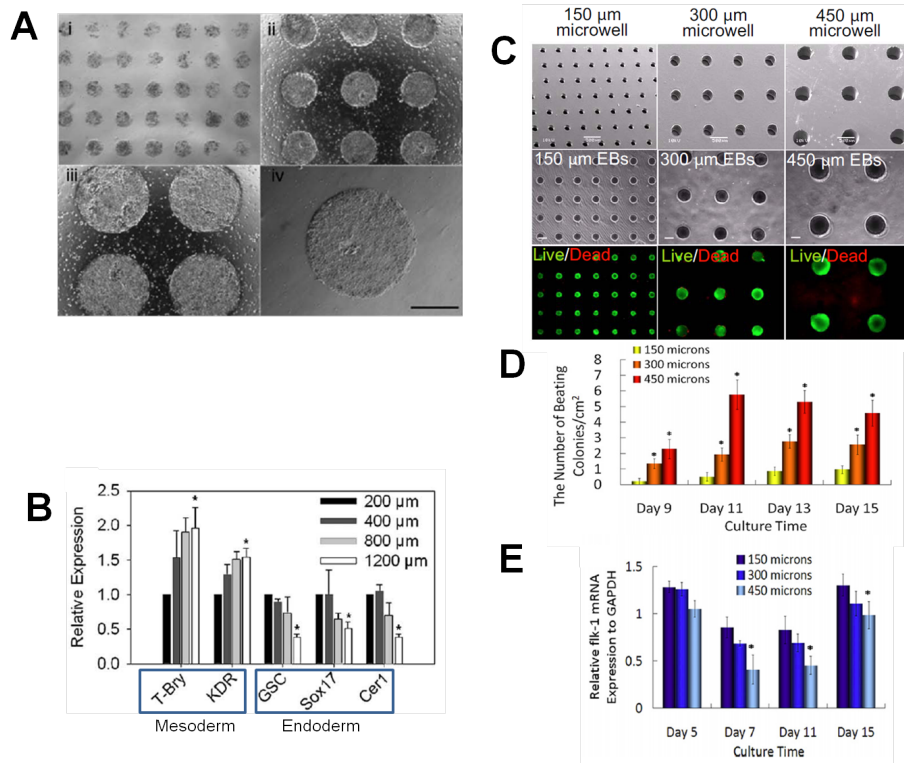 A
i
ii
iii
iv
B
Relative Expression
2.5
2.0
1.5
1.0
0.5
0.0
200 µm
400 µm
800 µm
1200 µm
*
*
*
*
*
T-Bry
KDR
GSC
Sox17
Cer1
Mesoderm
Endoderm
C
150 µm
microwell
300 µm
microwell
450 µm
microwell
150 µm EBs
300 µm EBs
450 µm EBs
Live/Dead
Live/Dead
Live/Dead
D
The Number of Beating
Colonies/cm²
8
7
6
5
4
3
2
1
0
150 microns
300 microns
450 microns
*
*
*
*
*
*
*
*
Day 9
Day 11
Day 13
Day 15
Culture Time
E
Relative flk-1 mRNA
Expression to GAPDH
1.5
1
0.5
0
150 microns
300 microns
450 microns
*
*
*
Day 5
Day 7
Day 11
Day 15
Culture Time